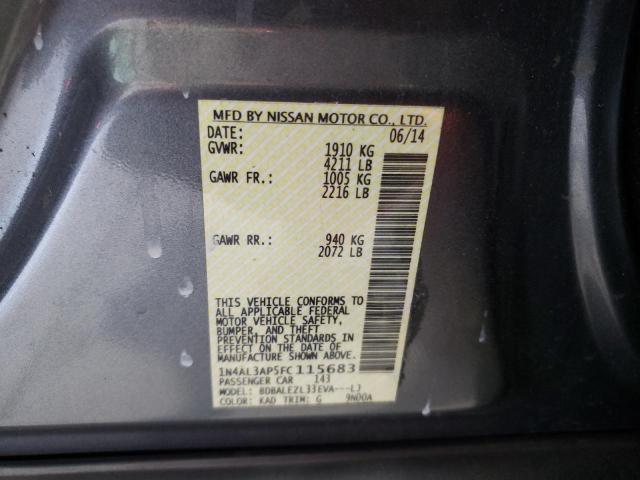 MFD BY NISSAN MOTOR CO., LTD.
DATE: 06/14
GVWR: 1910 KG
4211 LB
GAWR FR.: 1005 KG
2216 LB
GAWR RR.: 940 KG
2072 LB
THIS VEHICLE CONFORMS TO
ALL APPLICABLE FEDERAL
MOTOR VEHICLE SAFETY,
BUMPER, AND THEFT
PREVENTION STANDARDS IN
EFFECT ON THE DATE OF
MANUFACTURE SHOWN ABOVE.
1N4AL3AP5FC115683
PASSENGER CAR 143
MODEL: BDBALEZL33EVA---LJ
COLOR: KAD TRIM: G 9N00A